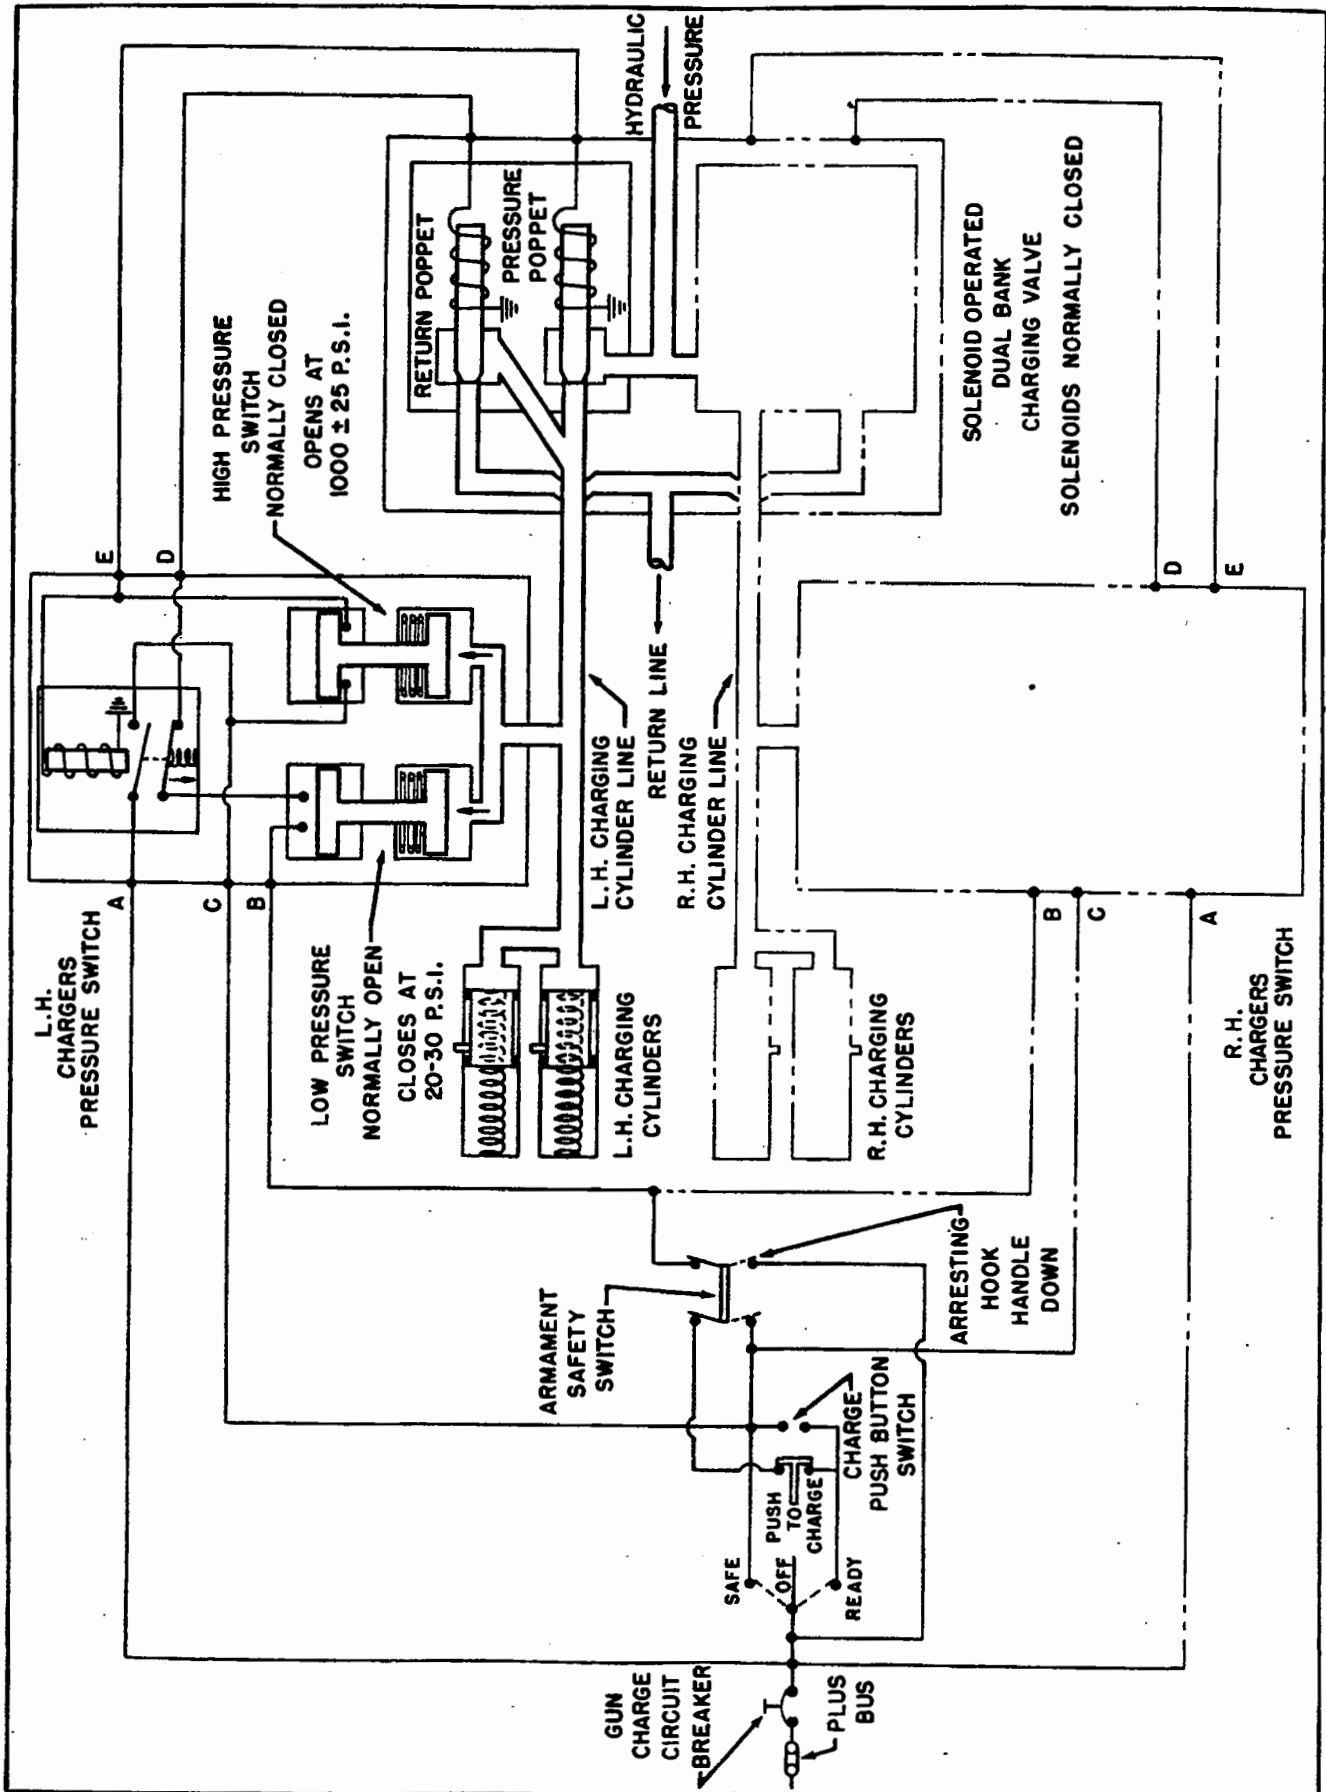 L.H.
CHARGERS
PRESSURE SWITCH
A
C
B
E
D
HIGH PRESSURE
SWITCH
NORMALLY CLOSED
OPENS AT
1000 ± 25 P.S.I.
LOW PRESSURE
SWITCH
NORMALLY OPEN
CLOSES AT
20-30 P.S.I.
RETURN POPPET
PRESSURE
POPPET
HYDRAULIC
PRESSURE
L.H. CHARGING
CYLINDER LINE
RETURN LINE
R.H. CHARGING
CYLINDER LINE
L.H. CHARGING
CYLINDERS
R.H. CHARGING
CYLINDERS
SOLENOID OPERATED
DUAL BANK
CHARGING VALVE
SOLENOIDS NORMALLY CLOSED
D
E
B
C
A
R.H.
CHARGERS
PRESSURE SWITCH
ARMAMENT
SAFETY
SWITCH
ARRESTING
HOOK
HANDLE
DOWN
CHARGE
PUSH BUTTON
SWITCH
PUSH
TO
CHARGE
SAFE
OFF
READY
GUN
CHARGE
CIRCUIT
BREAKER
PLUS
BUS